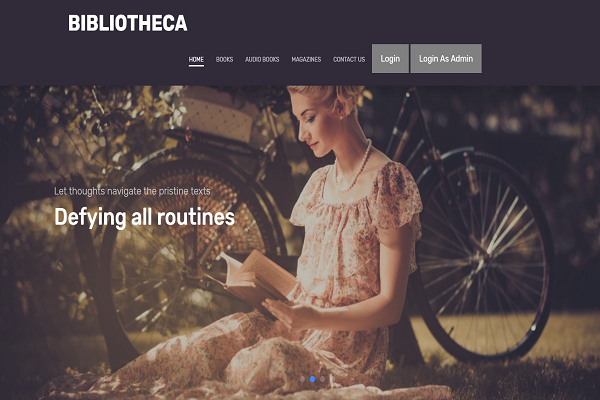 BIBLIOTHECA
HOME BOOKS AUDIO BOOKS MAGAZINES CONTACT US Login Login As Admin
Let thoughts navigate the pristine texts
Defying all routines